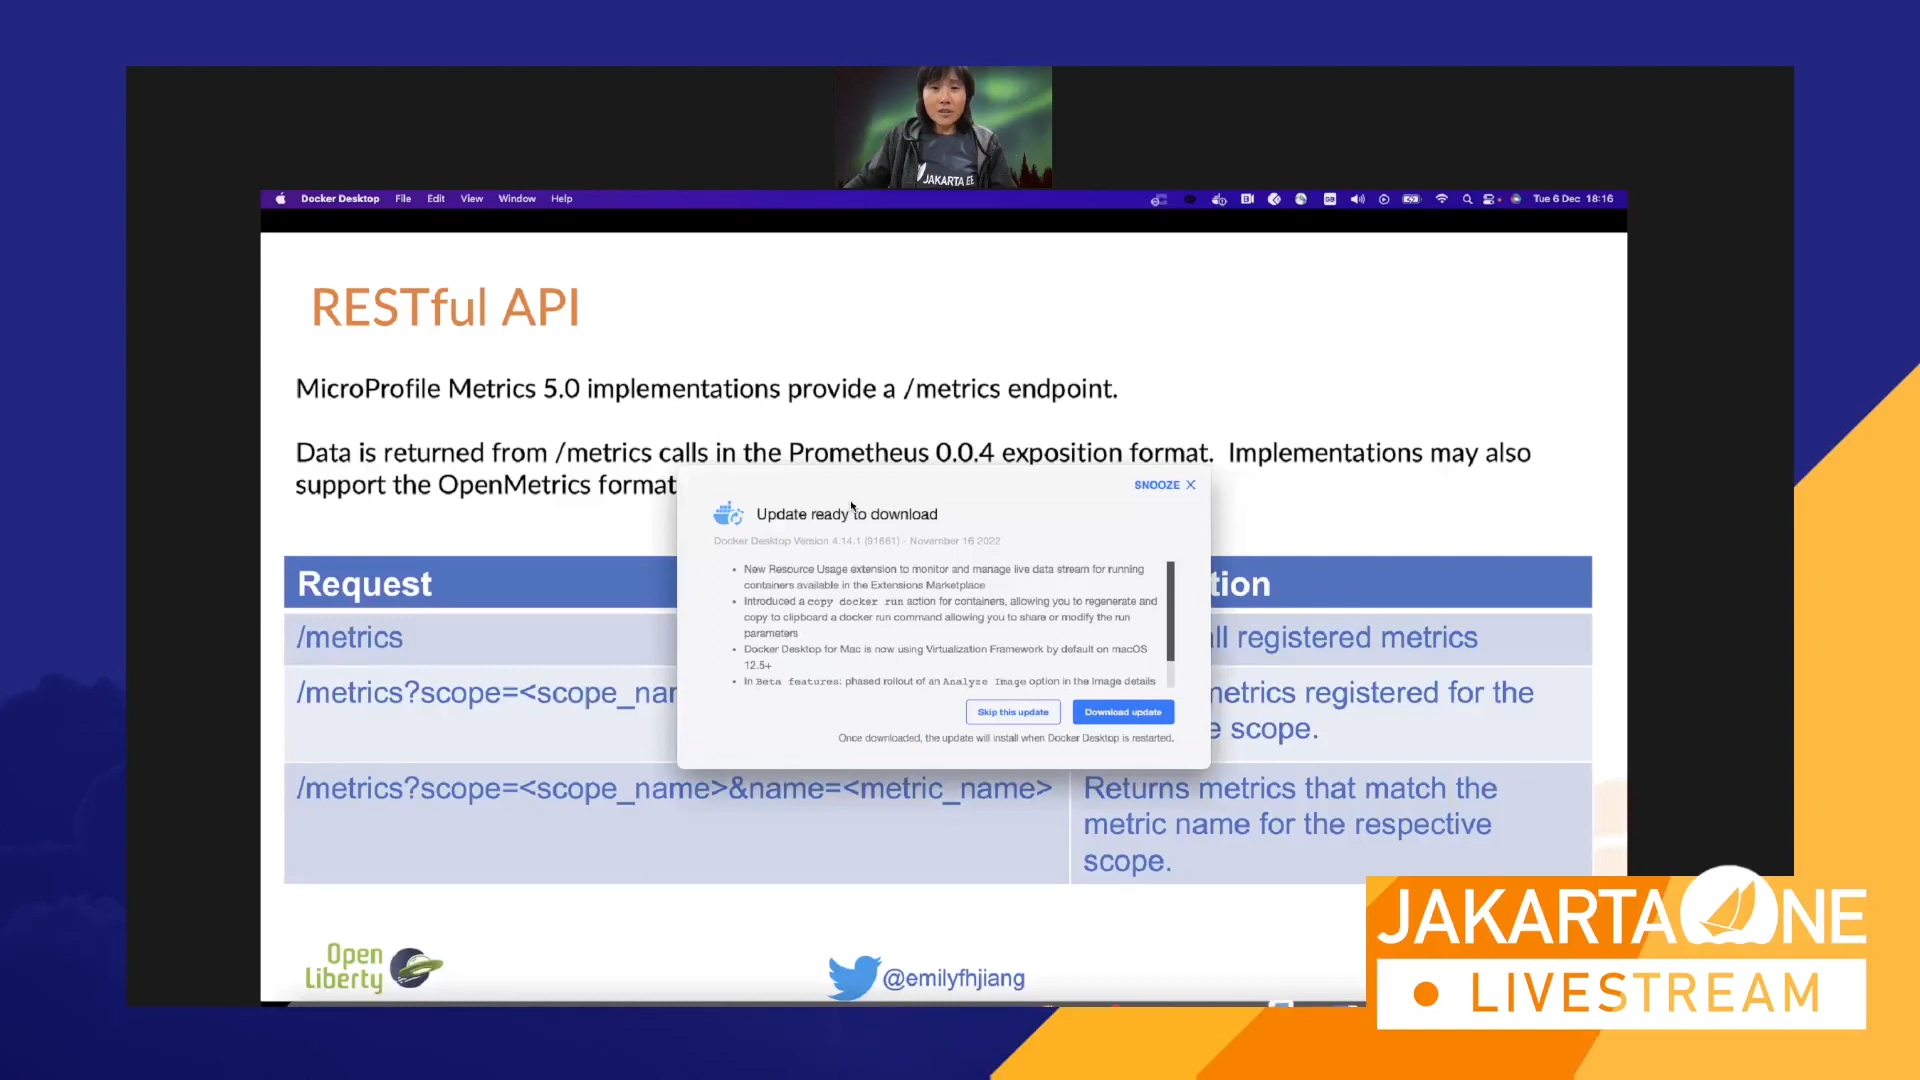 JAKARTA EE
Docker Desktop File Edit View Window Help
Tue 6 Dec 18:16
RESTful API
MicroProfile Metrics 5.0 implementations provide a /metrics endpoint.
Data is returned from /metrics calls in the Prometheus 0.0.4 exposition format. Implementations may also
support the OpenMetrics format
SNOOZE
Update ready to download
Docker Desktop Version 4.14.1 (91661) - November 16 2022
• New Resource Usage extension to monitor and manage live data stream for running
containers available in the Extensions Marketplace
• Introduced a copy docker run action for containers, allowing you to regenerate and
copy to clipboard a docker run command allowing you to share or modify the run
parameters
• Docker Desktop for Mac is now using Virtualization Framework by default on macOS
12.5+
• In Beta features: phased rollout of an Analyze Image option in the Image details
Skip this update Download update
Once downloaded, the update will install when Docker Desktop is restarted.
Request tion
/metrics ll registered metrics
/metrics?scope=<scope_nam etrics registered for the
e scope.
/metrics?scope=<scope_name>&name=<metric_name> Returns metrics that match the
metric name for the respective
scope.
Open
Liberty
@emilyfhjiang
JAKARTAONE
LIVESTREAM